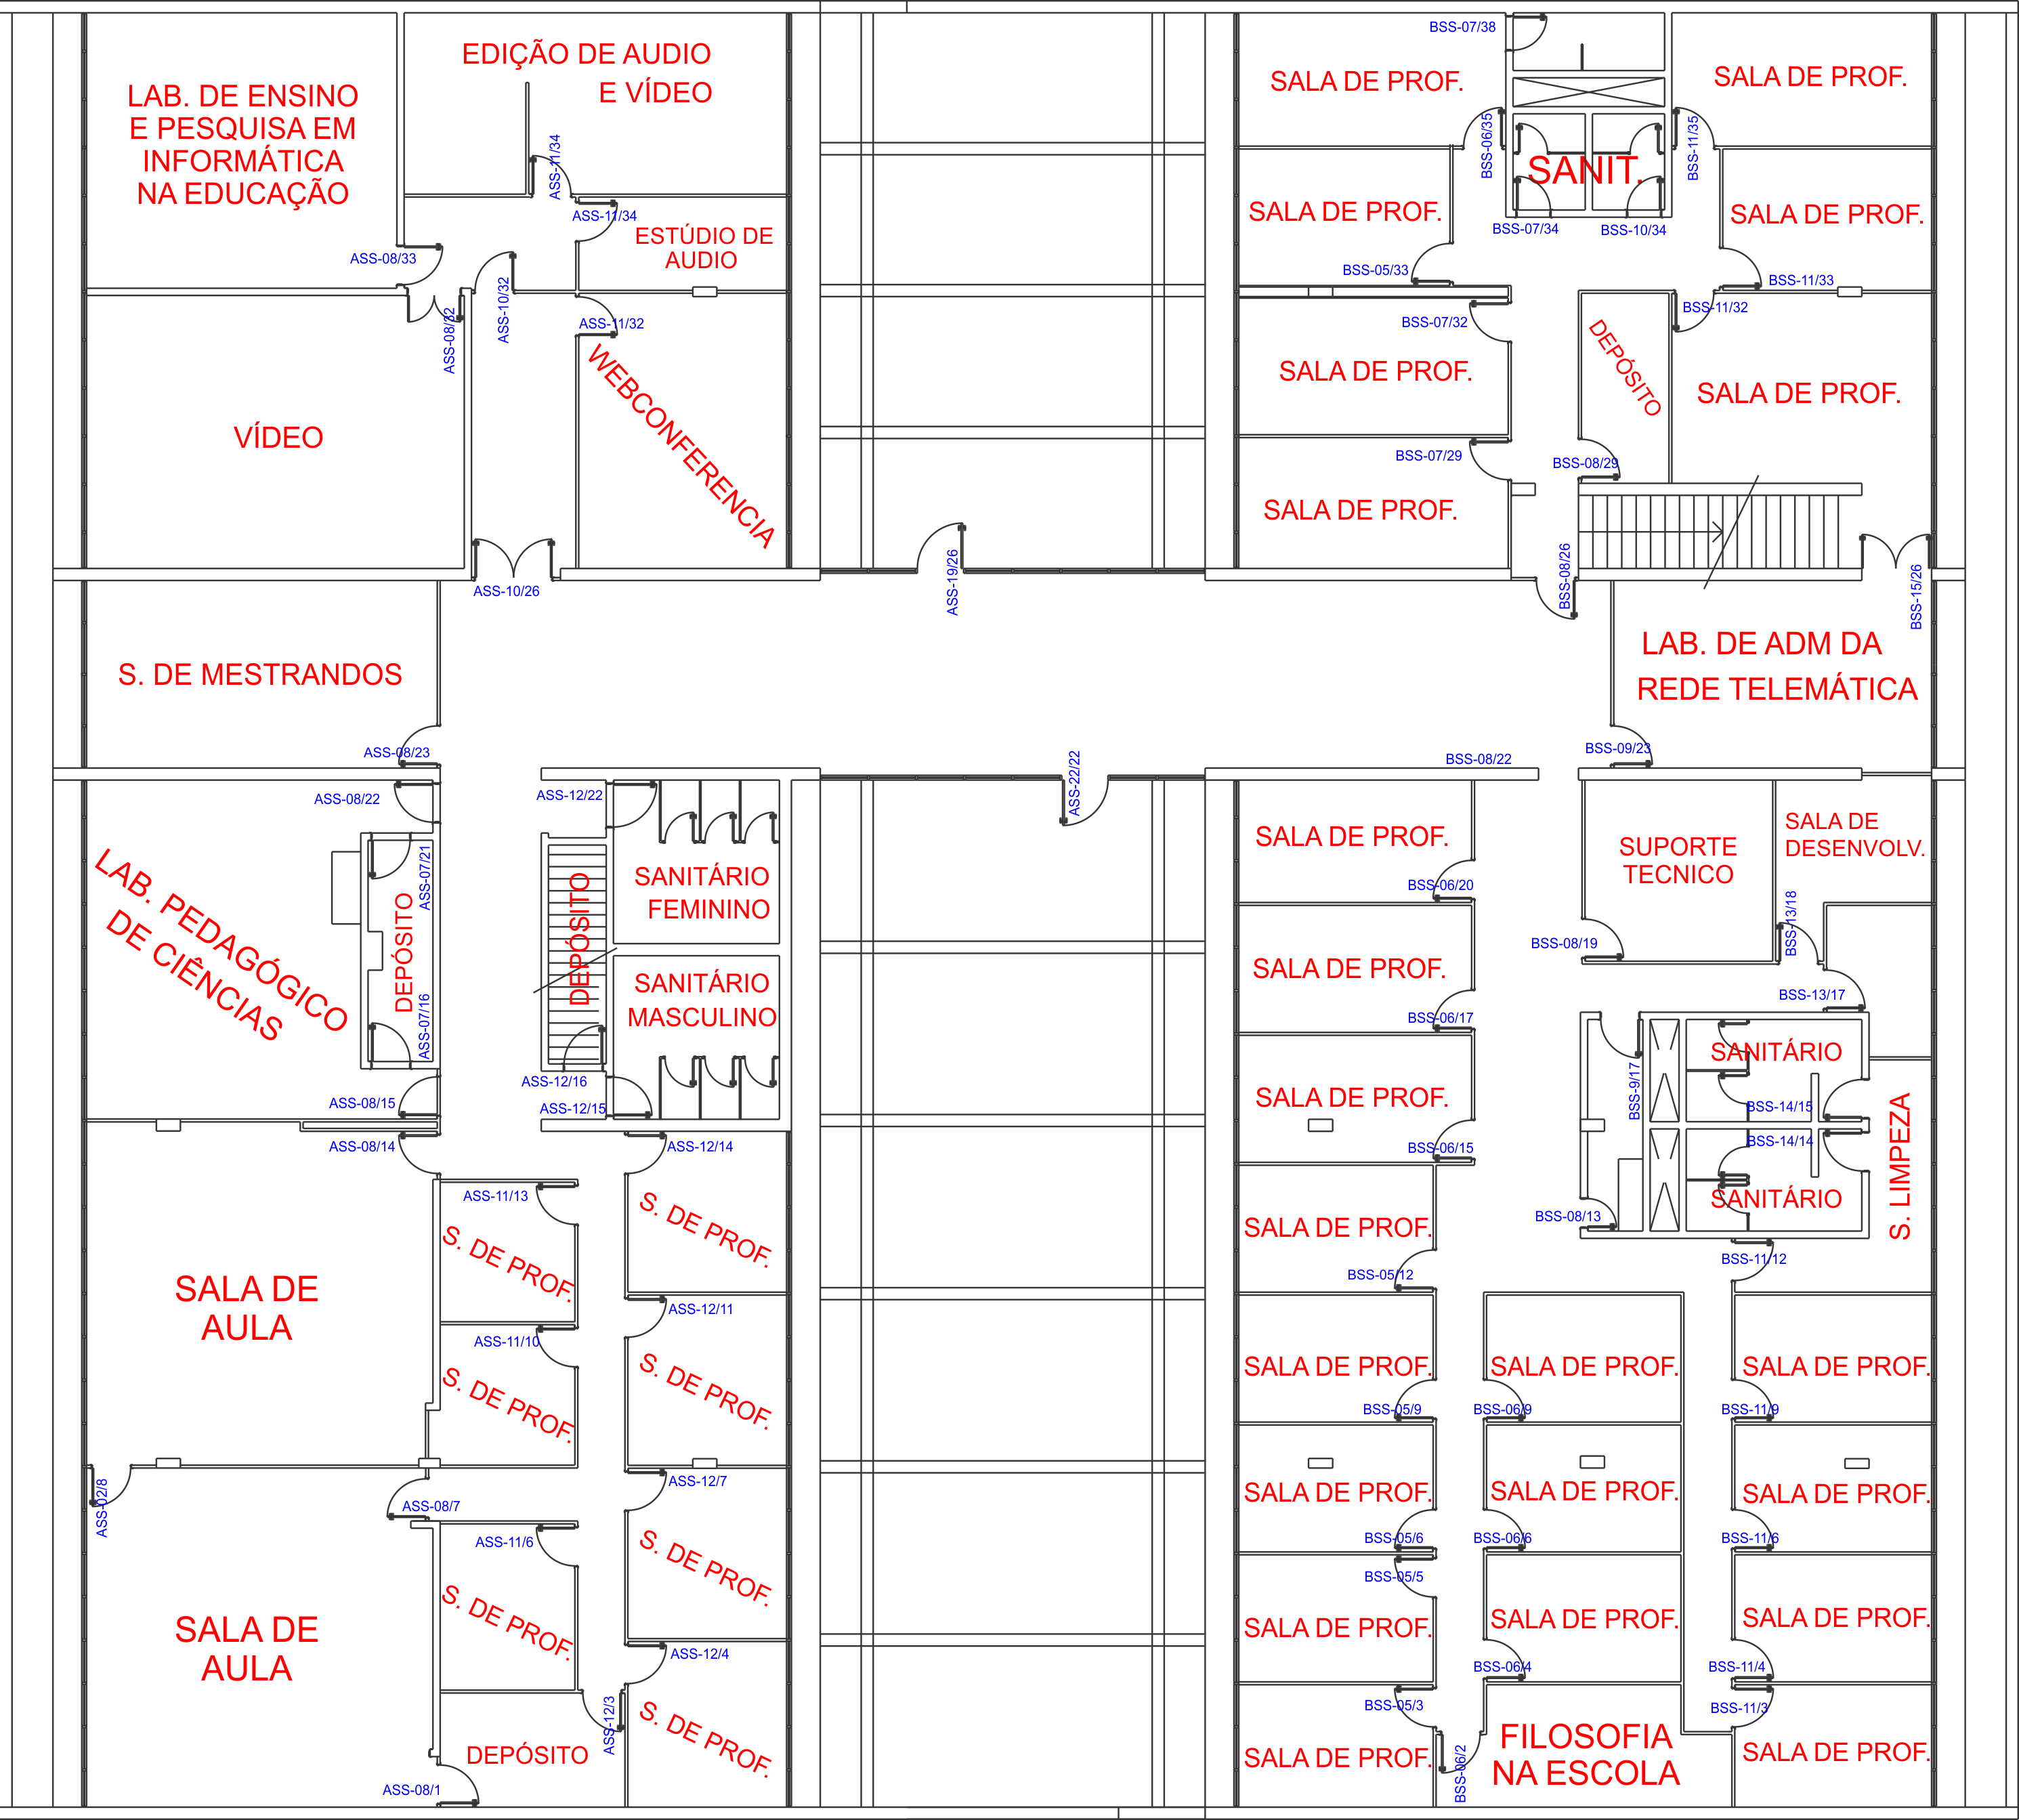 EDIÇÃO DE AUDIO
E VÍDEO
LAB. DE ENSINO
E PESQUISA EM
INFORMÁTICA
NA EDUCAÇÃO
ASS-11/34
ASS-11/34
ESTÚDIO DE
AUDIO
ASS-08/33
ASS-08/32
ASS-10/32
ASS-11/32
WEBCONFERENCIA
VÍDEO
ASS-10/26
ASS-19/26
S. DE MESTRANDOS
ASS-08/23
ASS-08/22
ASS-12/22
ASS-22/22
LAB. PEDAGÓGICO
DE CIÊNCIAS
DEPÓSITO
ASS-07/21
ASS-07/16
DEPÓSITO
SANITÁRIO
FEMININO
SANITÁRIO
MASCULINO
ASS-12/16
ASS-12/15
ASS-08/15
ASS-08/14
ASS-12/14
ASS-11/13
S. DE PROF.
S. DE PROF.
SALA DE
AULA
ASS-12/11
ASS-11/10
S. DE PROF.
S. DE PROF.
ASS-02/8
ASS-08/7
ASS-12/7
ASS-11/6
S. DE PROF.
S. DE PROF.
SALA DE
AULA
ASS-12/4
ASS-12/3
S. DE PROF.
DEPÓSITO
ASS-08/1
BSS-07/38
SALA DE PROF.
SALA DE PROF.
BSS-06/35
BSS-11/35
SANIT.
SALA DE PROF.
SALA DE PROF.
BSS-07/34
BSS-10/34
BSS-05/33
BSS-11/33
BSS-07/32
BSS-11/32
DEPÓSITO
SALA DE PROF.
SALA DE PROF.
BSS-07/29
BSS-08/29
SALA DE PROF.
BSS-08/26
BSS-15/26
LAB. DE ADM DA
REDE TELEMÁTICA
BSS-08/22
BSS-09/23
SALA DE PROF.
SUPORTE
TECNICO
SALA DE
DESENVOLV.
BSS-06/20
BSS-08/19
BSS-13/18
SALA DE PROF.
BSS-13/17
BSS-06/17
BSS-9/17
SANITÁRIO
SALA DE PROF.
BSS-14/15
BSS-06/15
BSS-14/14
SANITÁRIO
S. LIMPEZA
SALA DE PROF.
BSS-08/13
BSS-05/12
BSS-11/12
SALA DE PROF.
SALA DE PROF.
SALA DE PROF.
BSS-05/9
BSS-06/9
BSS-11/9
SALA DE PROF.
SALA DE PROF.
SALA DE PROF.
BSS-05/6
BSS-06/6
BSS-11/6
BSS-05/5
SALA DE PROF.
SALA DE PROF.
SALA DE PROF.
BSS-06/4
BSS-11/4
BSS-05/3
BSS-11/3
SALA DE PROF.
BSS-06/2
FILOSOFIA
NA ESCOLA
SALA DE PROF.